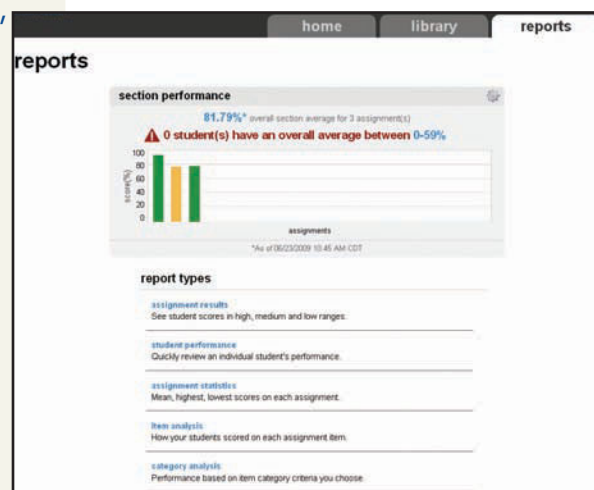 home library reports
reports
section performance
81.79%* overall section average for 3 assignment(s)
0 student(s) have an overall average between 0-59%
100
80
60
40
20
0
score(%)
assignments
*As of 06/23/2009 10:45 AM CDT
report types
assignment results
See student scores in high, medium and low ranges.
student performance
Quickly review an individual student's performance.
assignment statistics
Mean, highest, lowest scores on each assignment.
item analysis
How your students scored on each assignment item.
category analysis
Performance based on item category criteria you choose.